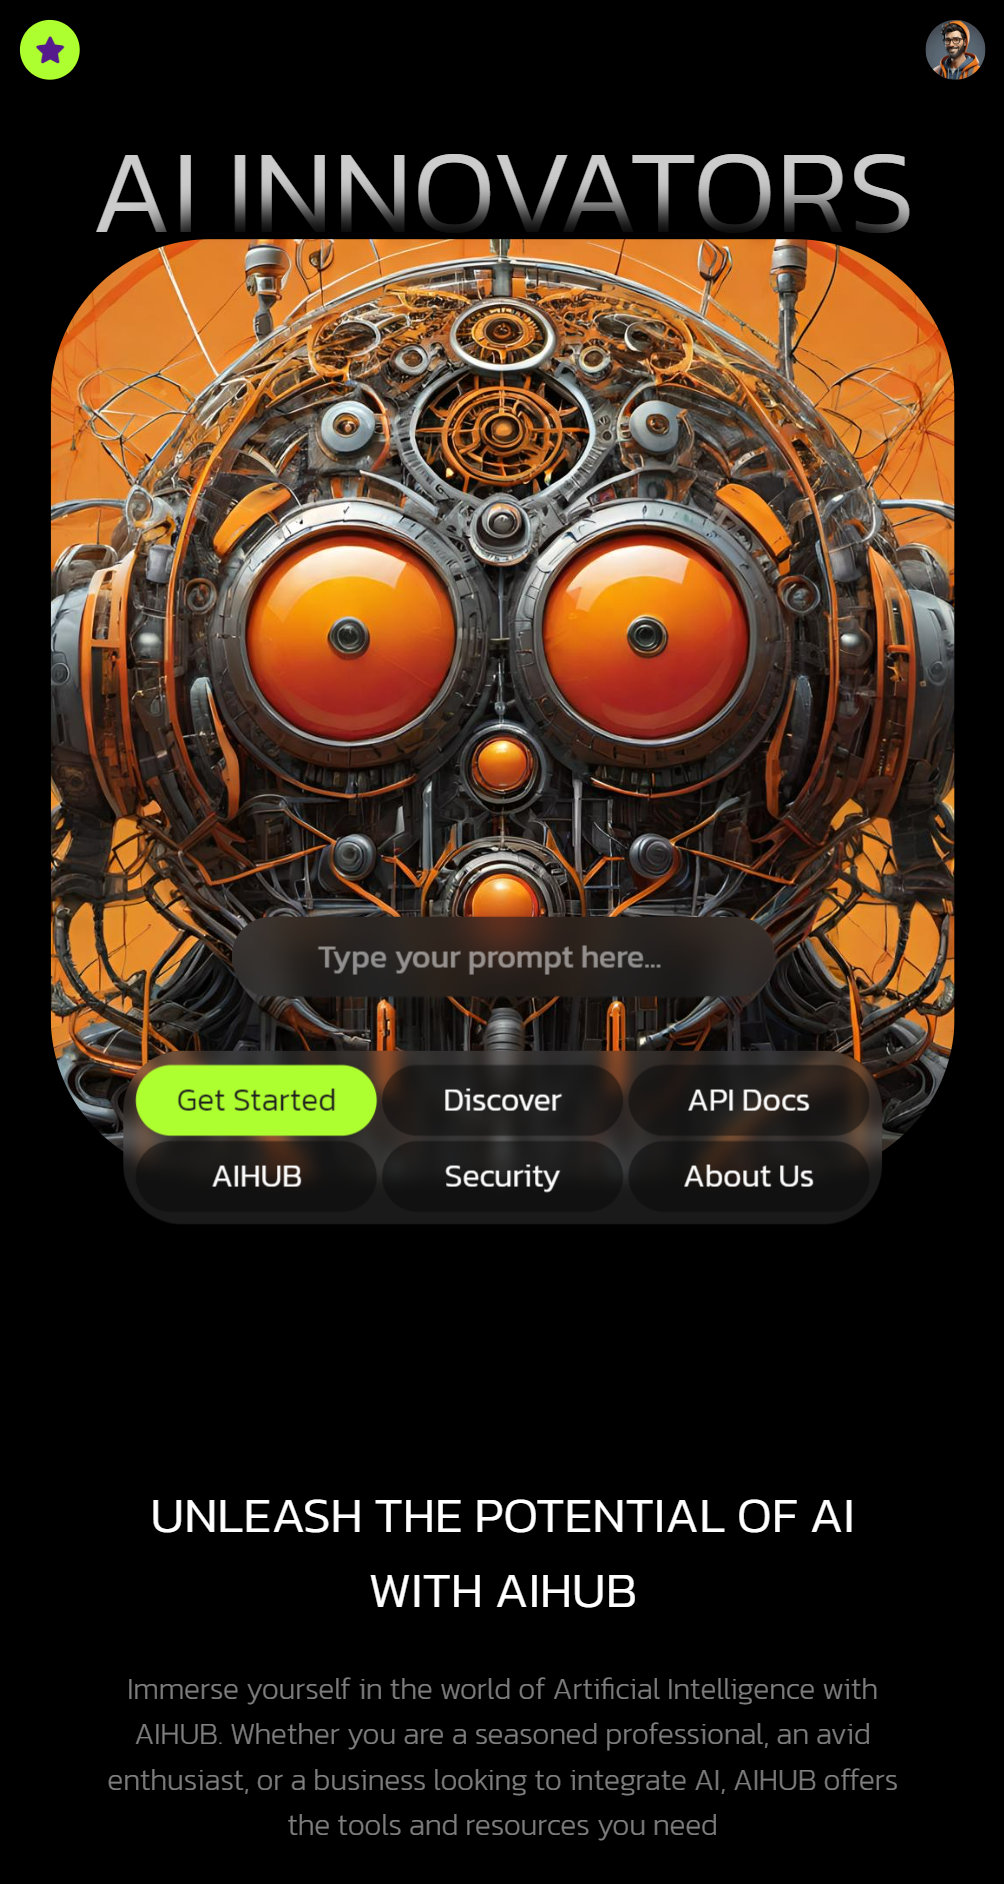 AI INNOVATORS
Type your prompt here...
Get Started
Discover
API Docs
AIHUB
Security
About Us
UNLEASH THE POTENTIAL OF AI
WITH AIHUB
Immerse yourself in the world of Artificial Intelligence with
AIHUB. Whether you are a seasoned professional, an avid
enthusiast, or a business looking to integrate AI, AIHUB offers
the tools and resources you need